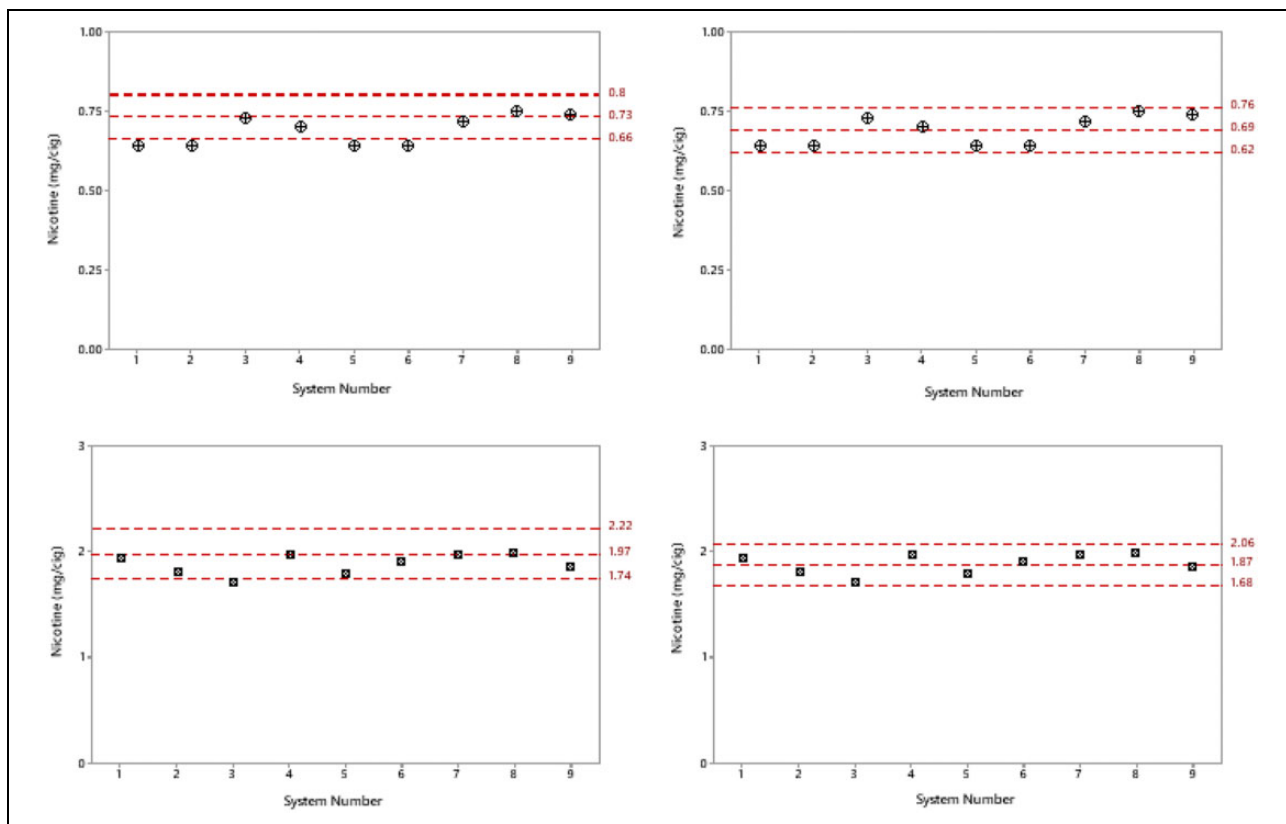 1.00
0.75
0.50
0.25
0.00
Nicotine (mg/cig)
0.8
0.73
0.66
1 2 3 4 5 6 7 8 9
System Number
1.00
0.75
0.50
0.25
0.00
Nicotine (mg/cig)
0.76
0.69
0.62
1 2 3 4 5 6 7 8 9
System Number
3
2
1
0
Nicotine (mg/cig)
2.22
1.97
1.74
1 2 3 4 5 6 7 8 9
System Number
3
2
1
0
Nicotine (mg/cig)
2.06
1.87
1.68
1 2 3 4 5 6 7 8 9
System Number